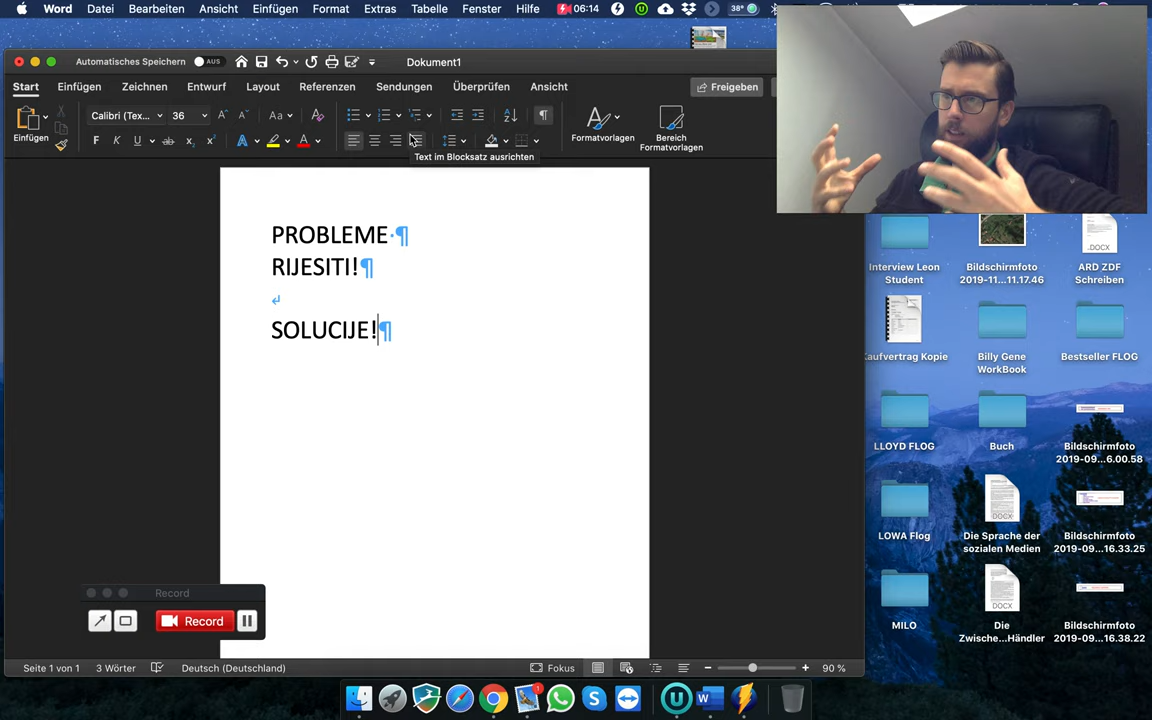 Word Datei Bearbeiten Ansicht Einfügen Format Extras Tabelle Fenster Hilfe 06:14 38°
Automatisches Speichern AUS Dokument1
Start Einfügen Zeichnen Entwurf Layout Referenzen Sendungen Überprüfen Ansicht Freigeben
Calibri (Tex... 36
Einfügen
Formatvorlagen
Bereich
Formatvorlagen
Text im Blocksatz ausrichten
PROBLEME
RIJESITI!
SOLUCIJE!
Interview Leon
Student
Bildschirmfoto
2019-11...11.17.46
ARD ZDF
Schreiben
Kaufvertrag Kopie
Billy Gene
WorkBook
Bestseller FLOG
LLOYD FLOG
Buch
Bildschirmfoto
2019-09...6.00.58
LOWA Flog
Die Sprache der
sozialen Medien
Bildschirmfoto
2019-09...16.33.25
MILO
Die
Zwische...Händler
Bildschirmfoto
2019-09...16.38.22
Record
Record
Seite 1 von 1 3 Wörter Deutsch (Deutschland) Fokus 90 %